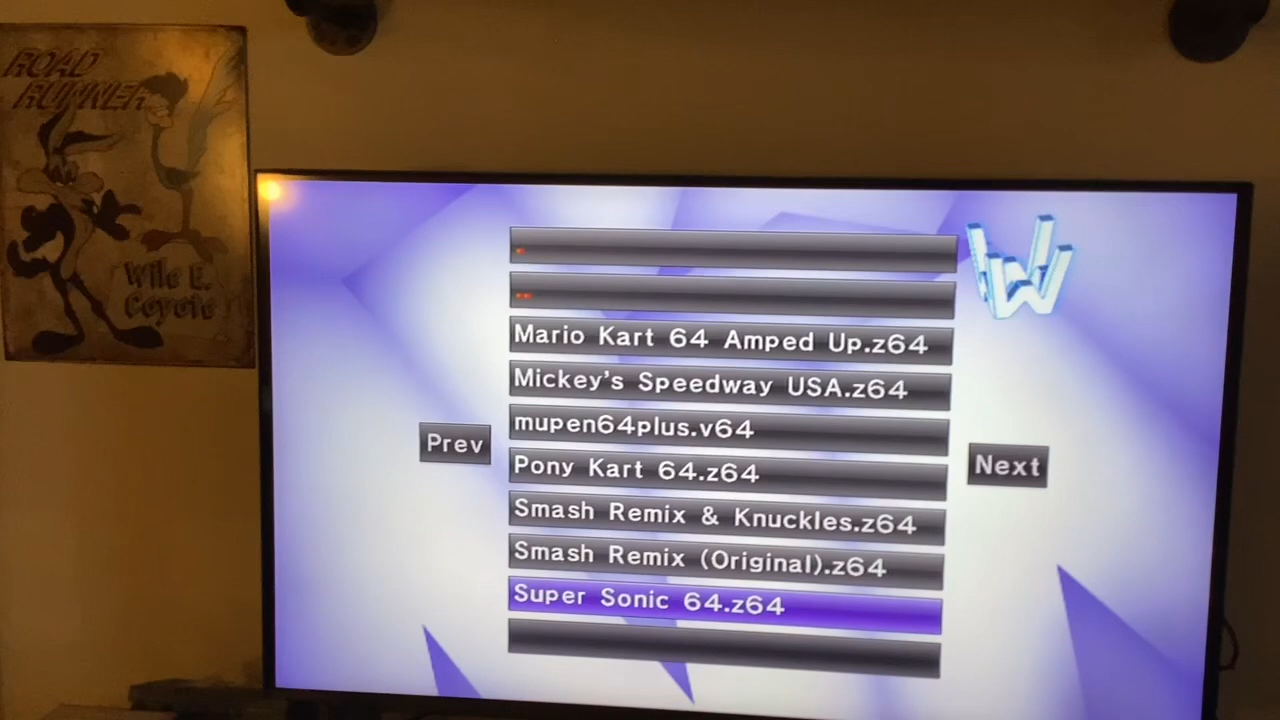 ROAD
RUNNER
Wile E.
Coyote
.
..
Mario Kart 64 Amped Up.z64
Mickey's Speedway USA.z64
mupen64plus.v64
Prev
Pony Kart 64.z64
Next
Smash Remix & Knuckles.z64
Smash Remix (Original).z64
Super Sonic 64.z64
W